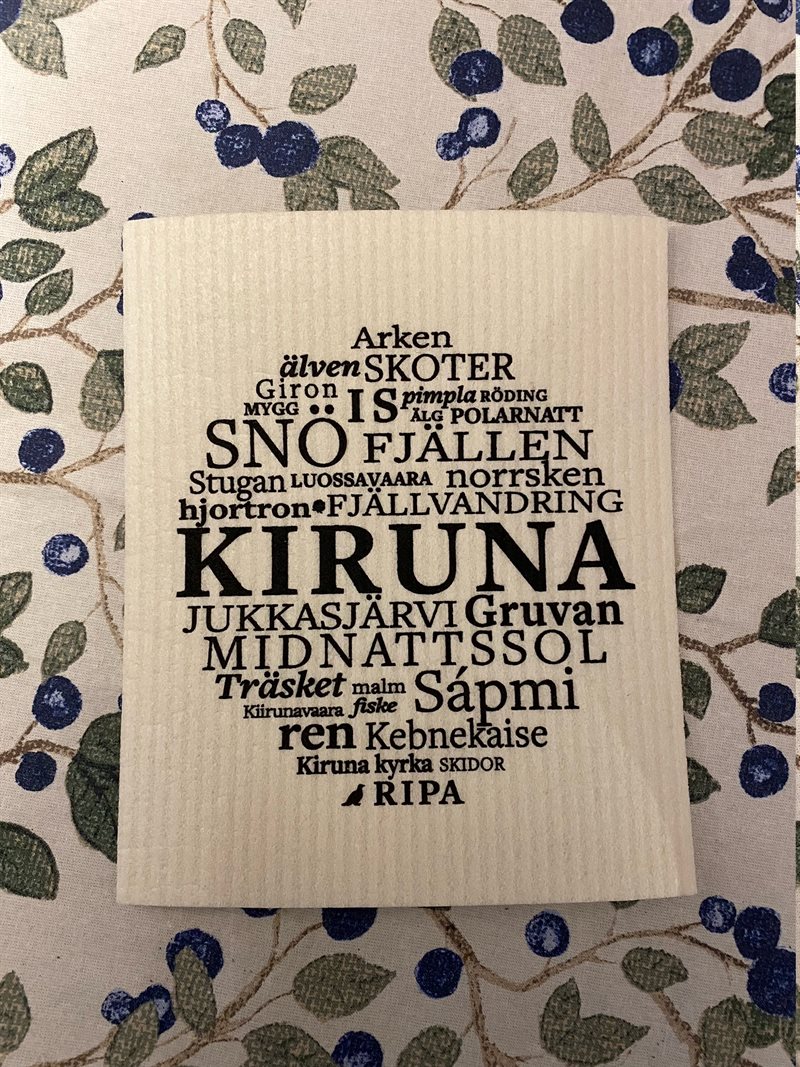 Arken
älven SKOTER
Giron IS pimpla RÖDING
MYGG ÄLG POLARNATT
SNÖ FJÄLLEN
Stugan LUOSSAVAARA norrsken
hjortron FJÄLLVANDRING
KIRUNA
JUKKASJÄRVI Gruvan
MIDNATTSSOL
Träsket malm Sápmi
Kiirunavaara fiske
ren Kebnekaise
Kiruna kyrka SKIDOR
RIPA